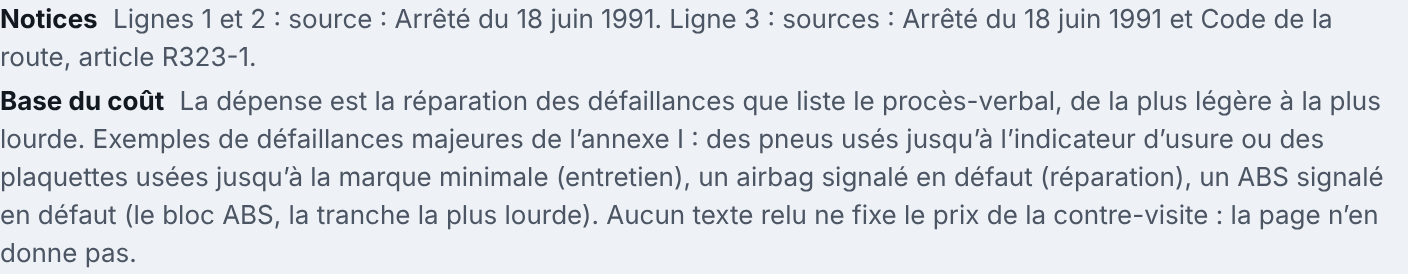 Notices Lignes 1 et 2 : source : Arrêté du 18 juin 1991. Ligne 3 : sources : Arrêté du 18 juin 1991 et Code de la
route, article R323-1.
Base du coût La dépense est la réparation des défaillances que liste le procès-verbal, de la plus légère à la plus
lourde. Exemples de défaillances majeures de l’annexe I : des pneus usés jusqu’à l’indicateur d’usure ou des
plaquettes usées jusqu’à la marque minimale (entretien), un airbag signalé en défaut (réparation), un ABS signalé
en défaut (le bloc ABS, la tranche la plus lourde). Aucun texte relu ne fixe le prix de la contre-visite : la page n’en
donne pas.